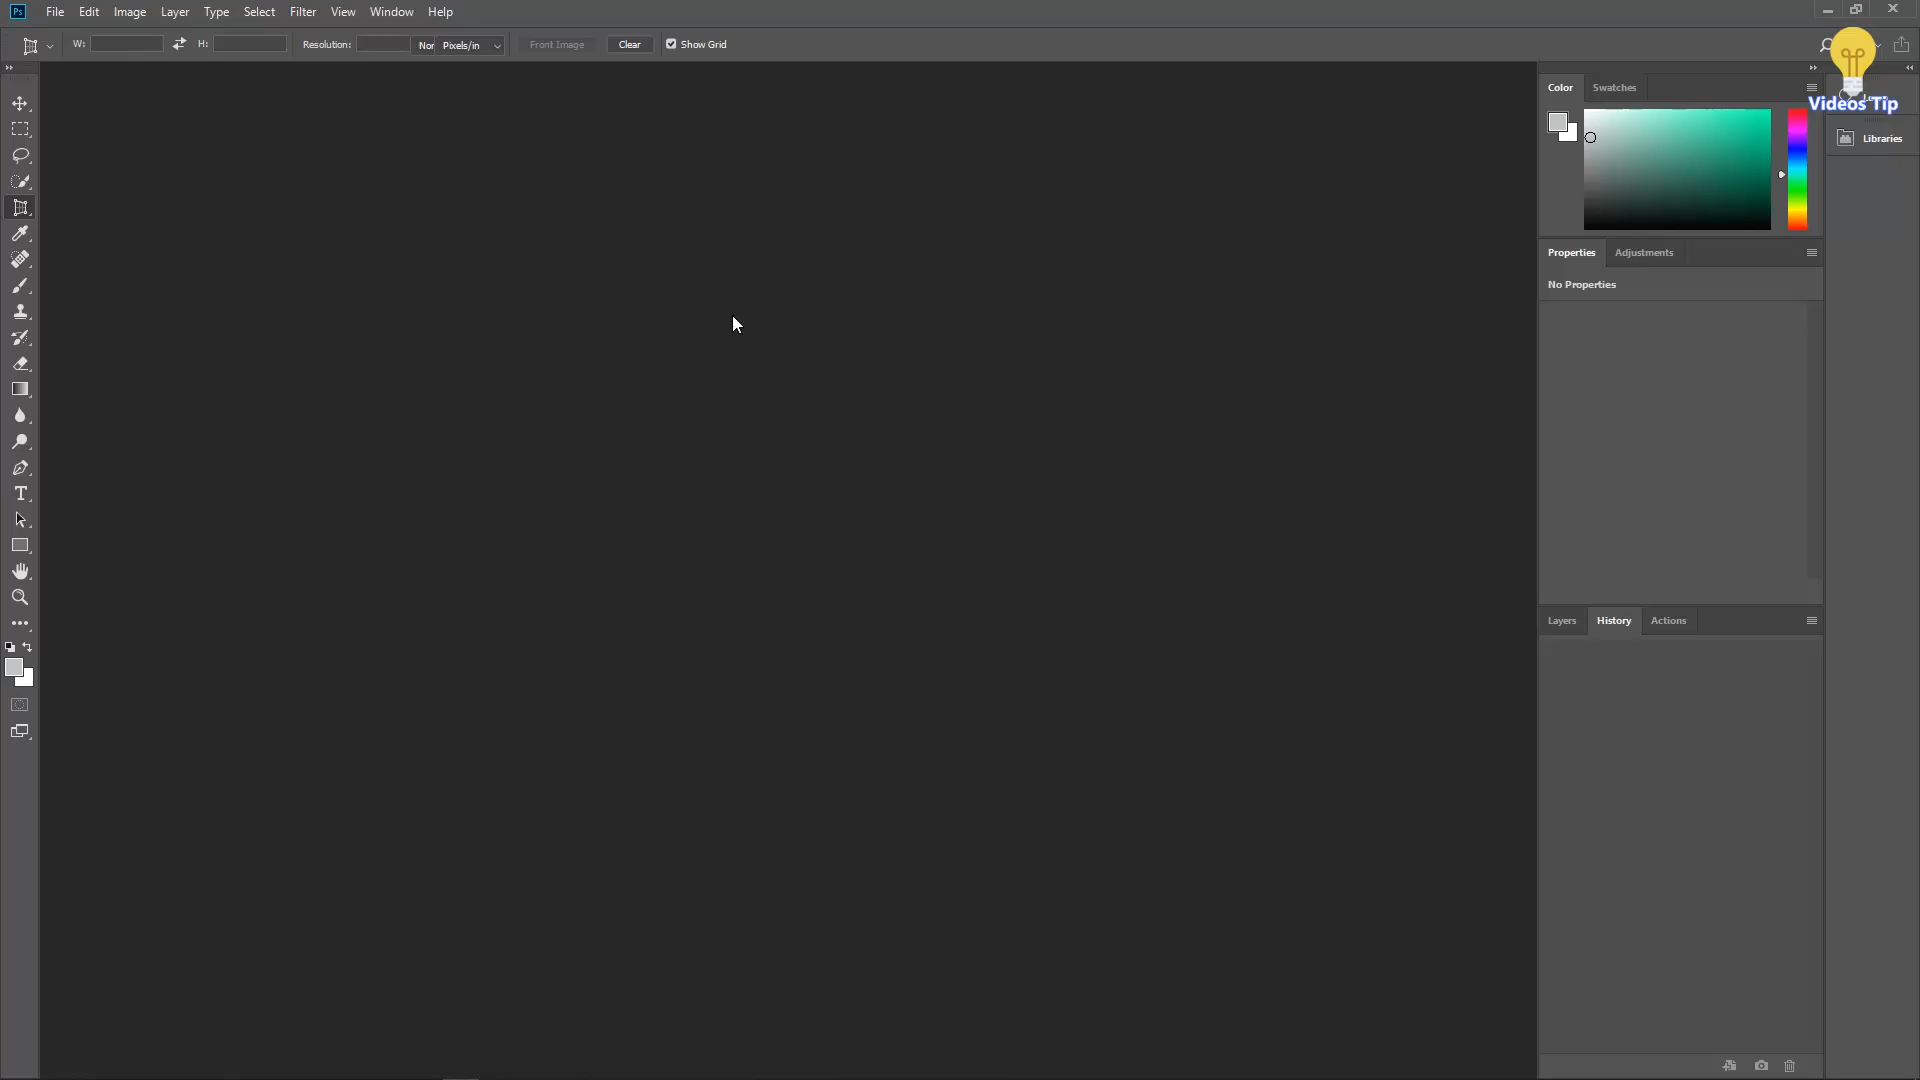 Ps File Edit Image Layer Type Select Filter View Window Help
W: H: Resolution: Nor Pixels/in Front Image Clear Show Grid
Videos Tip
Color Swatches
Libraries
Properties Adjustments
No Properties
Layers History Actions